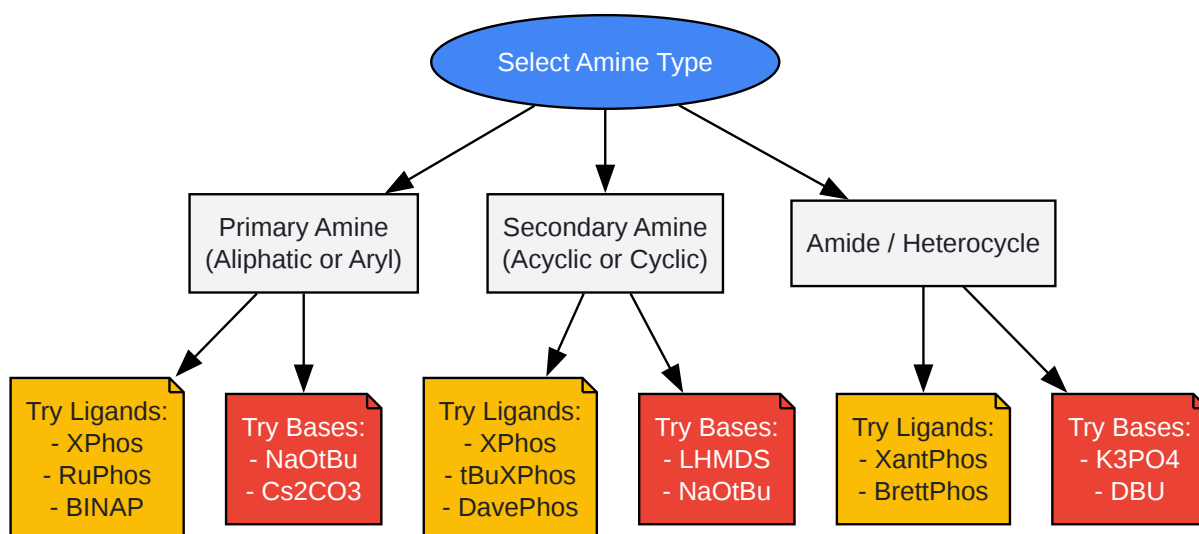 Select Amine Type
Primary Amine
(Aliphatic or Aryl)
Secondary Amine
(Acyclic or Cyclic)
Amide / Heterocycle
Try Ligands:
- XPhos
- RuPhos
- BINAP
Try Bases:
- NaOtBu
- Cs2CO3
Try Ligands:
- XPhos
- tBuXPhos
- DavePhos
Try Bases:
- LHMDS
- NaOtBu
Try Ligands:
- XantPhos
- BrettPhos
Try Bases:
- K3PO4
- DBU